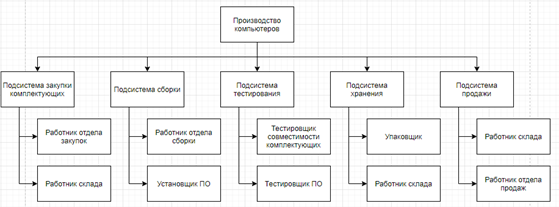 Производство
компьютеров
Подсистема закупки
комплектующих
Подсистема сборки
Подсистема
тестирования
Подсистема
хранения
Подсистема
продажи
Работник отдела
закупок
Работник отдела
сборки
Тестировщик
совместимости
комплектующих
Упаковщик
Работник склада
Работник склада
Установщик ПО
Тестировщик ПО
Работник склада
Работник отдела
продаж